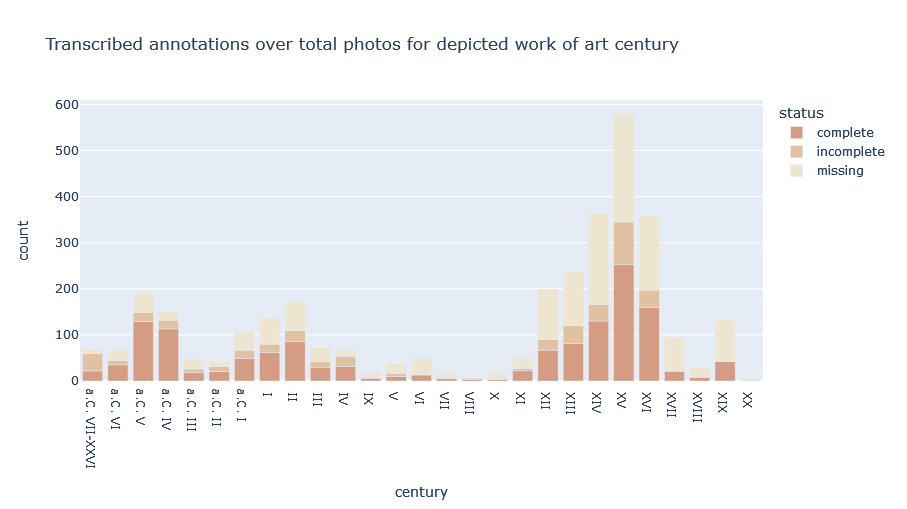 Transcribed annotations over total photos for depicted work of art century
status
complete
incomplete
missing
count
600
500
400
300
200
100
0
a.C. VII-XXVI
a.C. VI
a.C. V
a.C. IV
a.C. III
a.C. II
a.C. I
I
II
III
IV
IX
V
VI
VII
VIII
X
XI
XII
XIII
XIV
XV
XVI
XVII
XVIII
XIX
XX
century